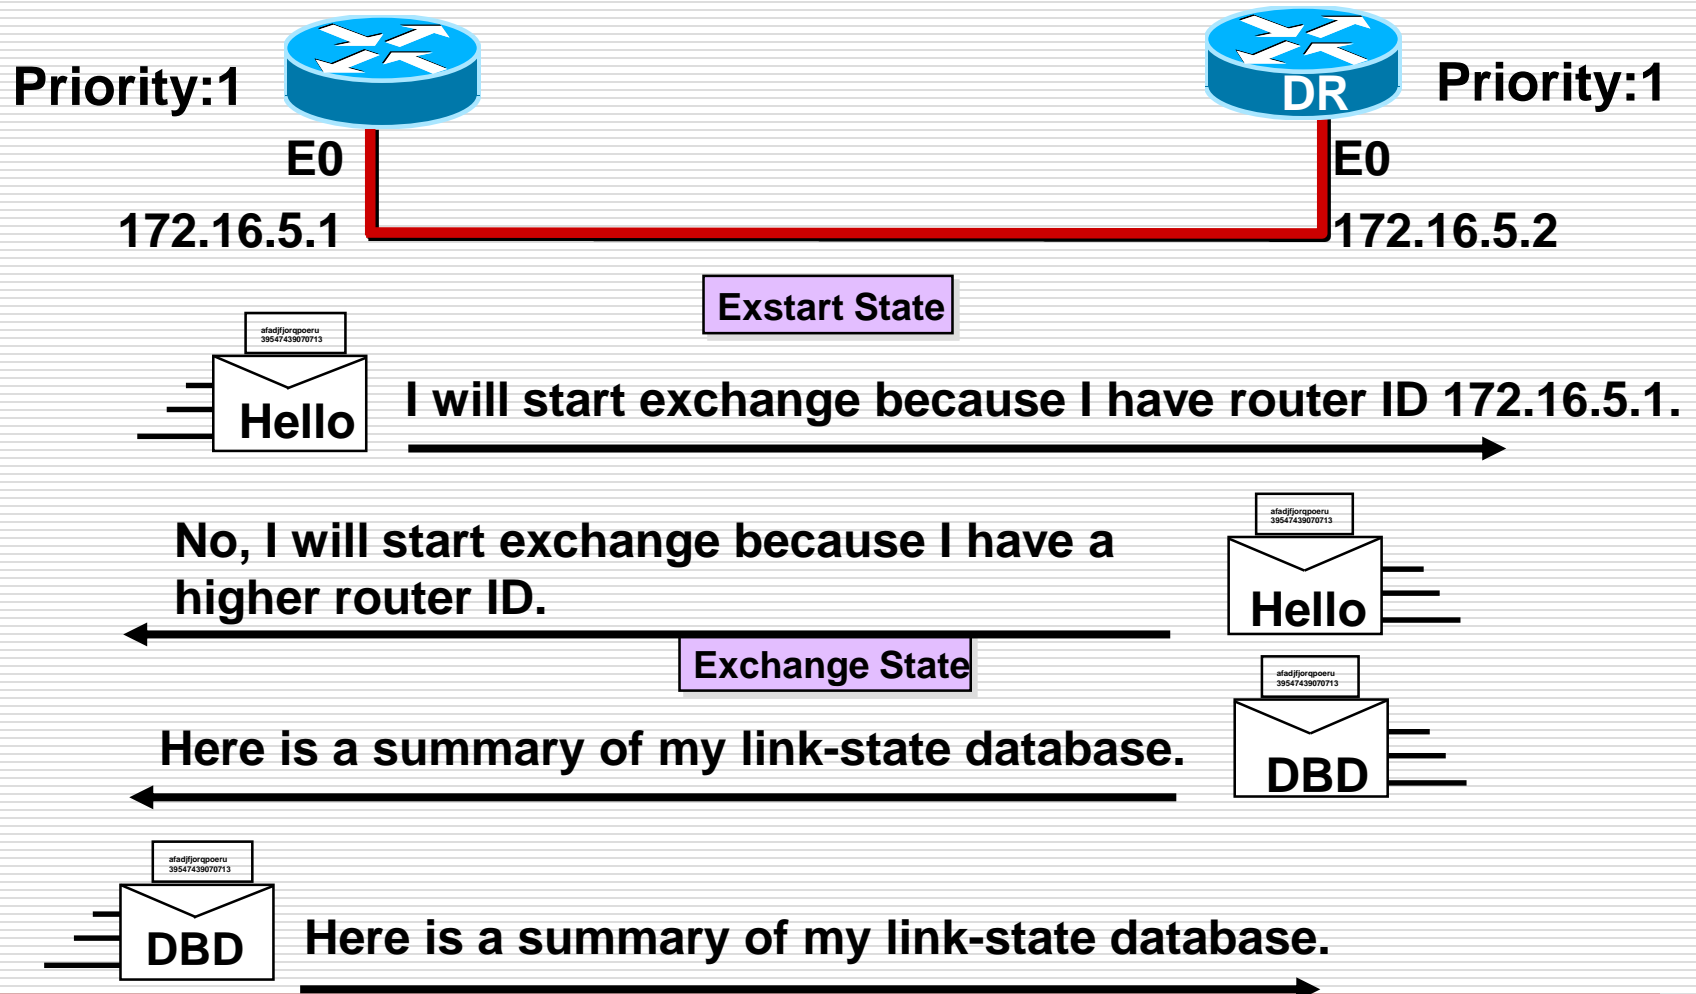 Priority:1
DR
Priority:1
E0
E0
172.16.5.1
172.16.5.2
Exstart State
afadjfjorqpoeru
39547439070713
Hello
I will start exchange because I have router ID 172.16.5.1.
No, I will start exchange because I have a
higher router ID.
afadjfjorqpoeru
39547439070713
Hello
Exchange State
afadjfjorqpoeru
39547439070713
Here is a summary of my link-state database.
DBD
afadjfjorqpoeru
39547439070713
DBD
Here is a summary of my link-state database.